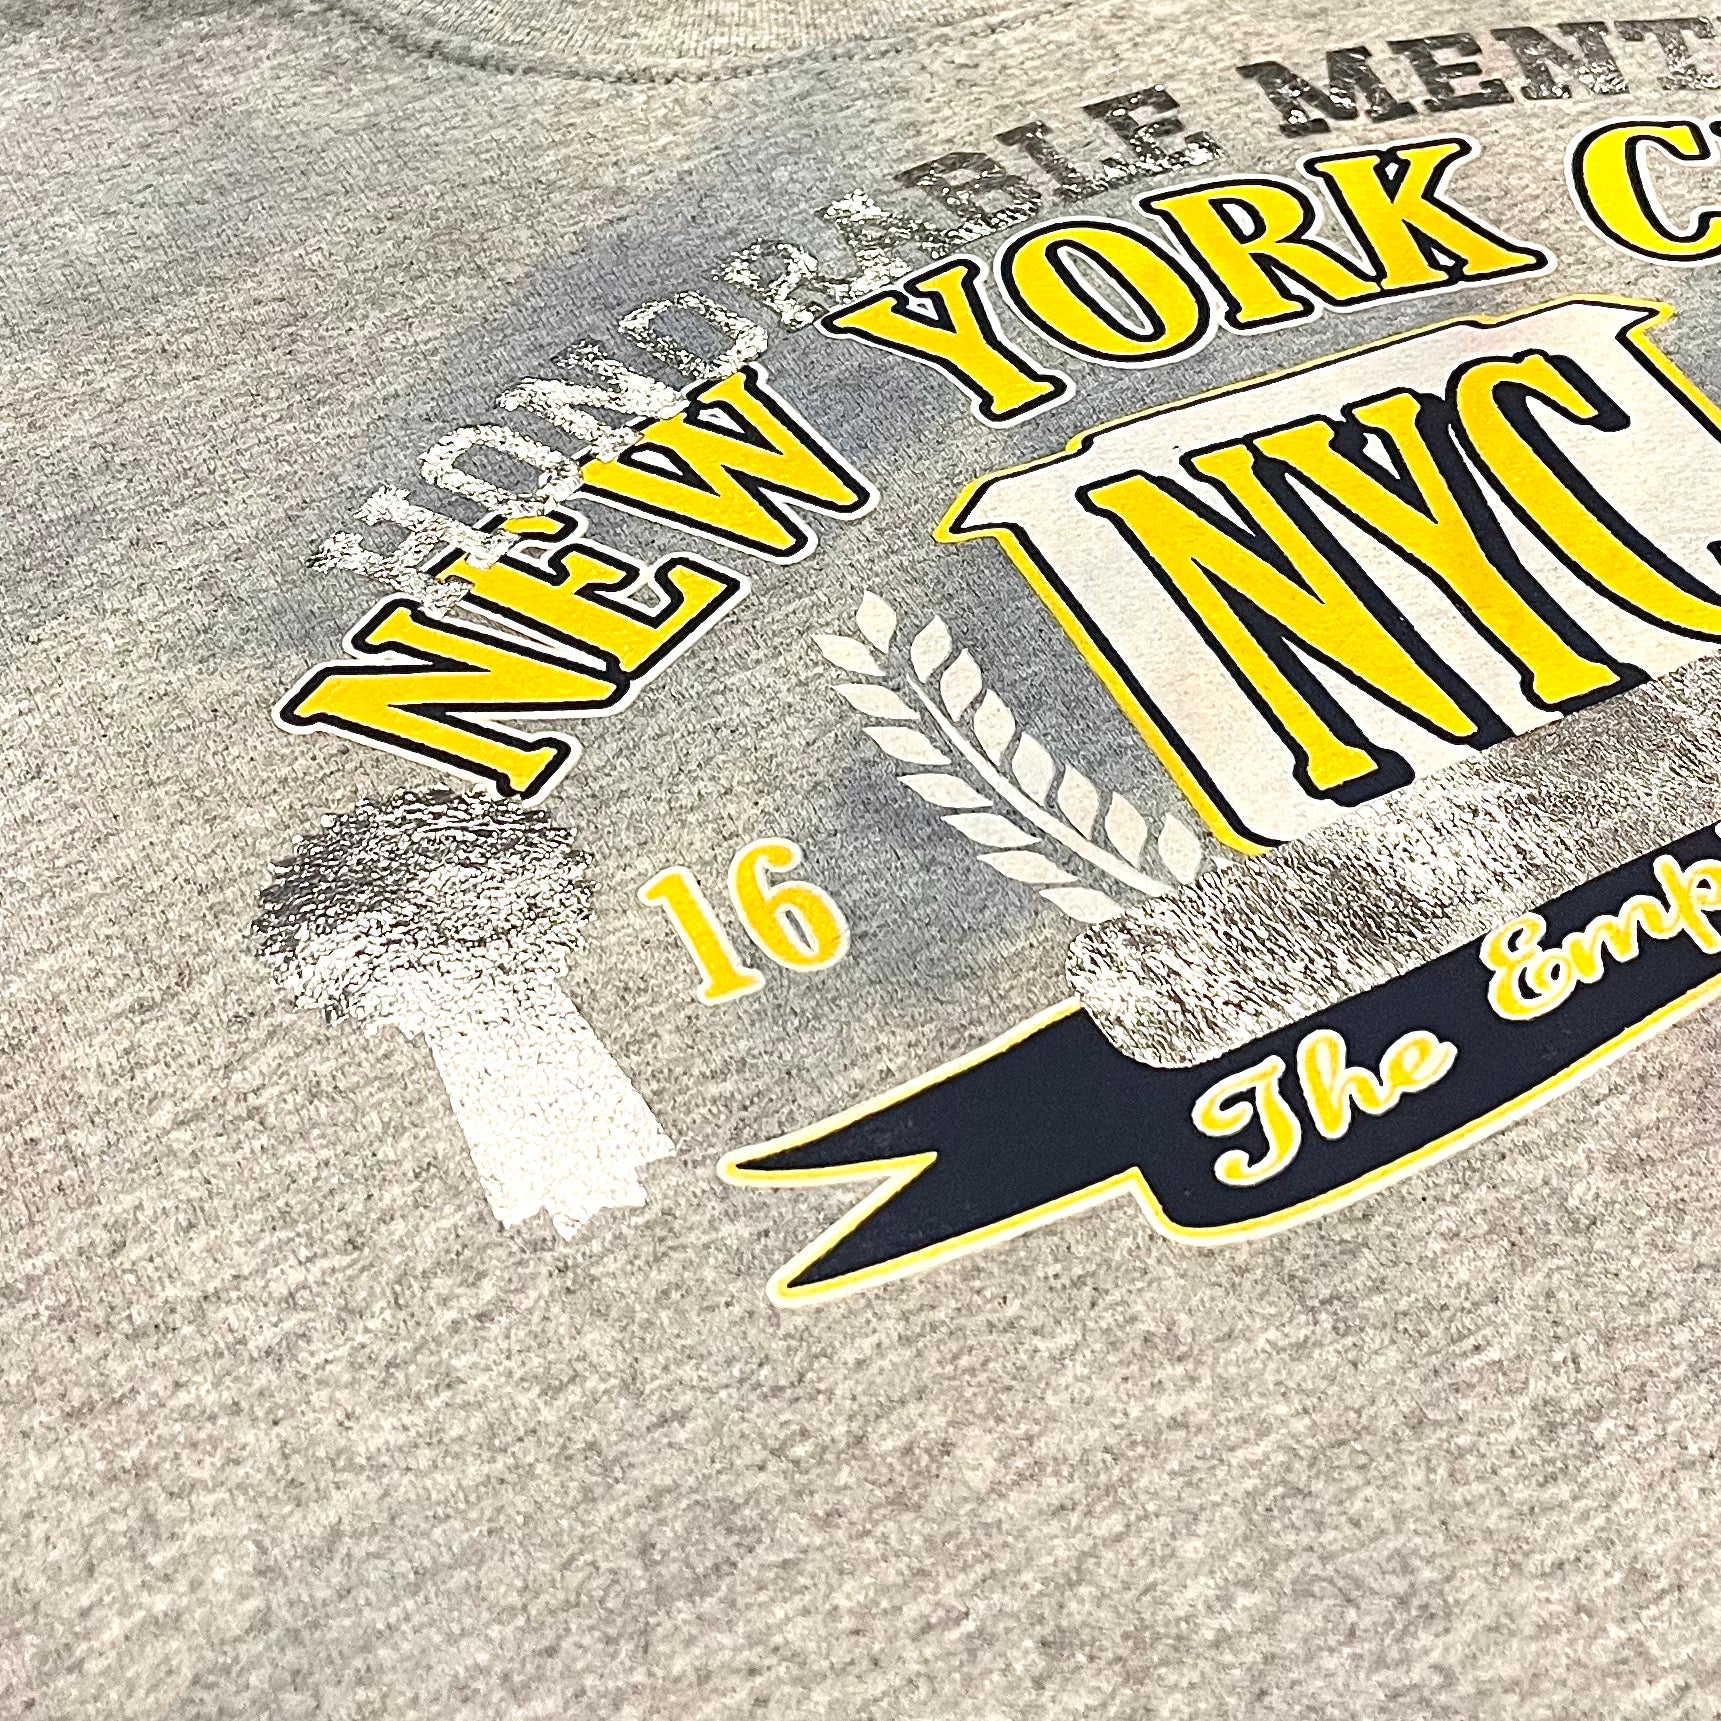 HONORABLE MENT
NEW YORK C
NYC
16
The Emp